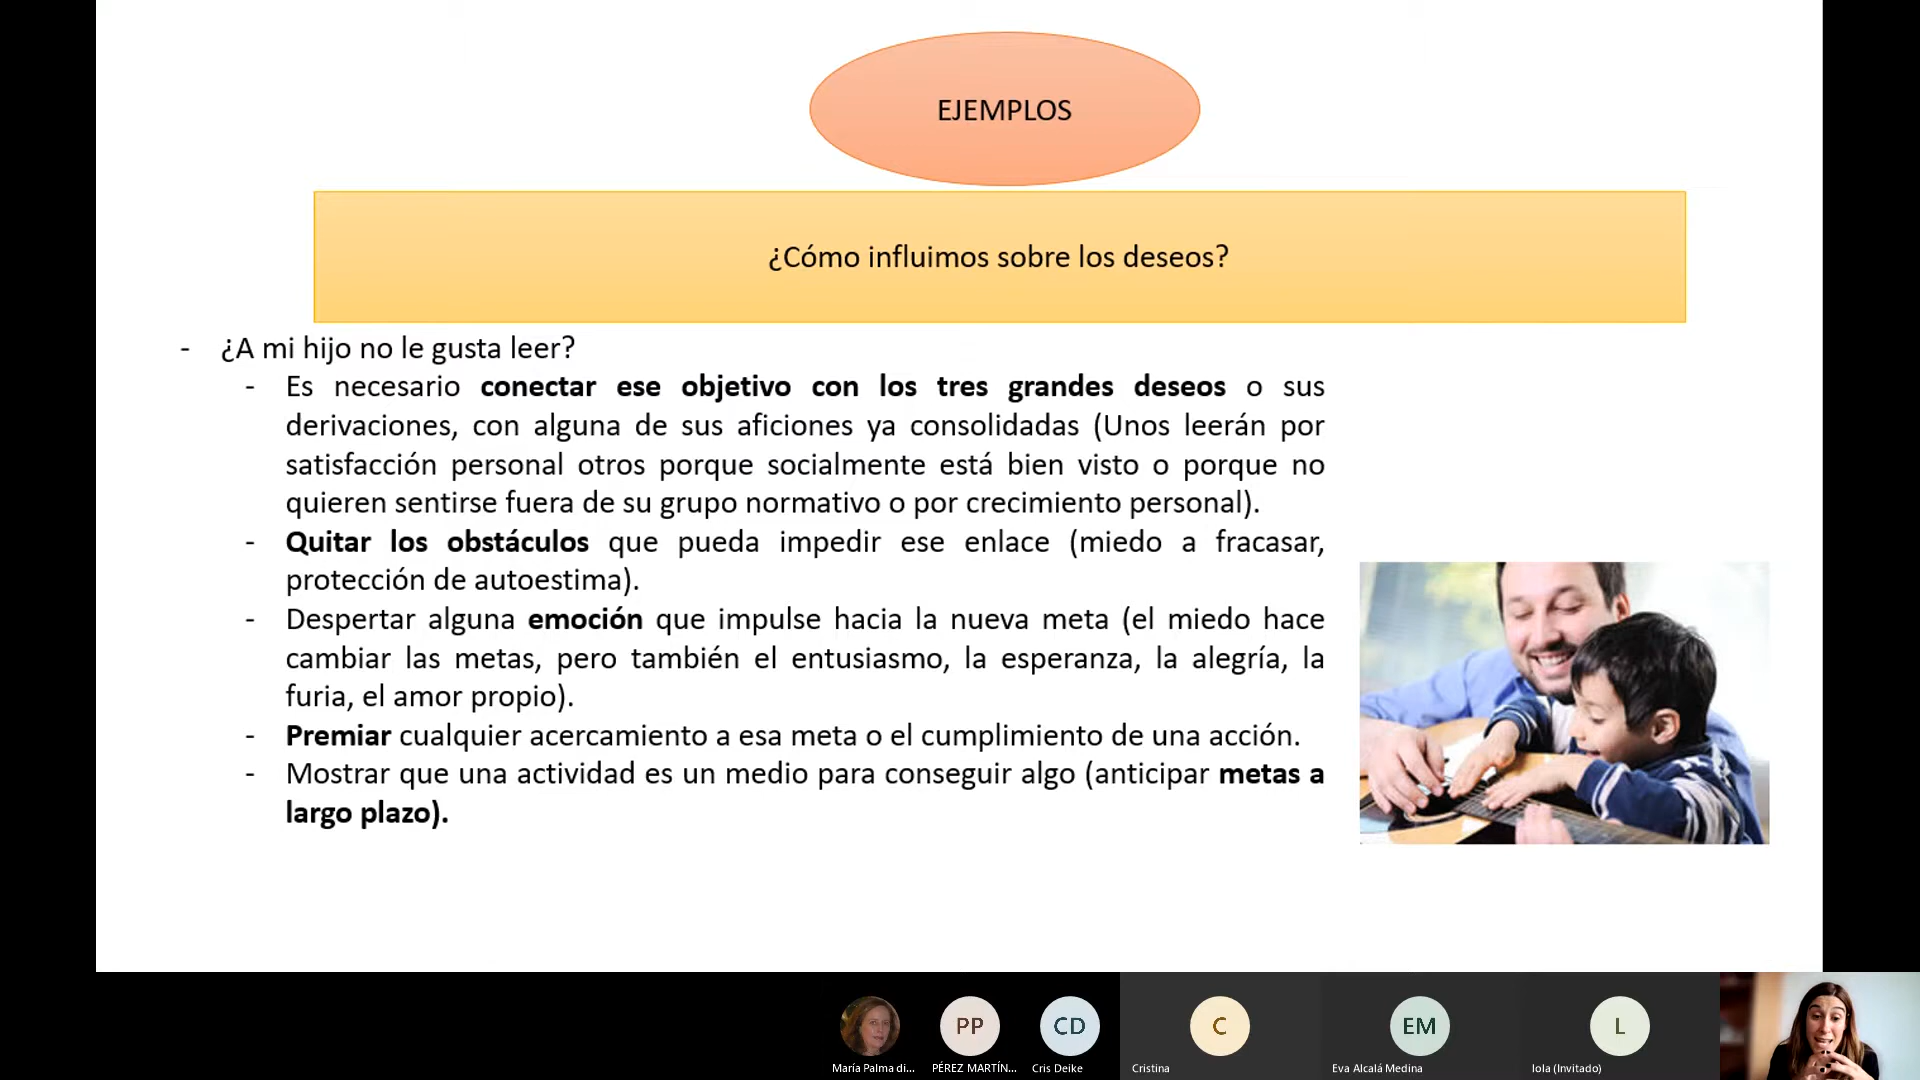 EJEMPLOS
¿Cómo influimos sobre los deseos?
- ¿A mi hijo no le gusta leer?
- Es necesario conectar ese objetivo con los tres grandes deseos o sus
derivaciones, con alguna de sus aficiones ya consolidadas (Unos leerán por
satisfacción personal otros porque socialmente está bien visto o porque no
quieren sentirse fuera de su grupo normativo o por crecimiento personal).
- Quitar los obstáculos que pueda impedir ese enlace (miedo a fracasar,
protección de autoestima).
- Despertar alguna emoción que impulse hacia la nueva meta (el miedo hace
cambiar las metas, pero también el entusiasmo, la esperanza, la alegría, la
furia, el amor propio).
- Premiar cualquier acercamiento a esa meta o el cumplimiento de una acción.
- Mostrar que una actividad es un medio para conseguir algo (anticipar metas a
largo plazo).
PP
CD
C
EM
L
María Palma di...
PÉREZ MARTÍN...
Cris Deike
Cristina
Eva Alcalá Medina
lola (Invitado)